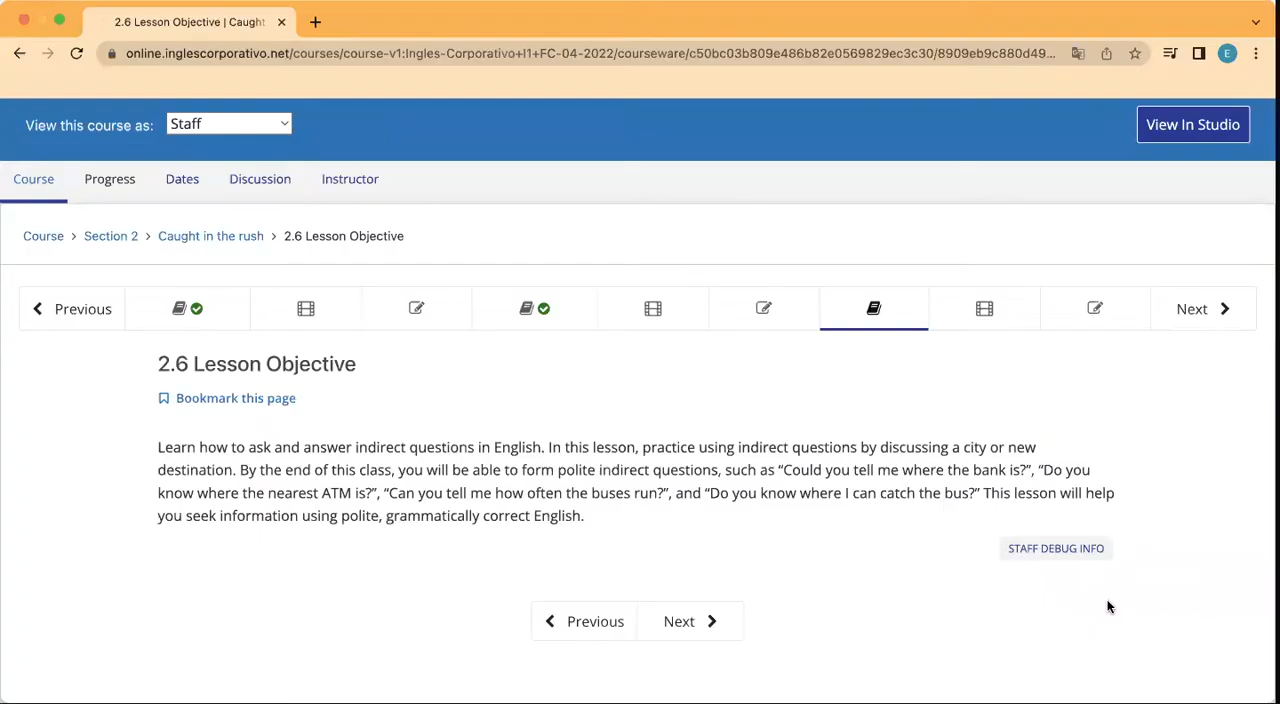 2.6 Lesson Objective | Caught
online.inglescorporativo.net/courses/course-v1:Ingles-Corporativo+I1+FC-04-2022/courseware/c50bc03b809e486b82e0569829ec3c30/8909eb9c880d49...
E
View this course as: Staff
View In Studio
Course Progress Dates Discussion Instructor
Course > Section 2 > Caught in the rush > 2.6 Lesson Objective
Previous Next
2.6 Lesson Objective
Bookmark this page
Learn how to ask and answer indirect questions in English. In this lesson, practice using indirect questions by discussing a city or new
destination. By the end of this class, you will be able to form polite indirect questions, such as “Could you tell me where the bank is?”, “Do you
know where the nearest ATM is?”, “Can you tell me how often the buses run?”, and “Do you know where I can catch the bus?” This lesson will help
you seek information using polite, grammatically correct English.
STAFF DEBUG INFO
Previous Next